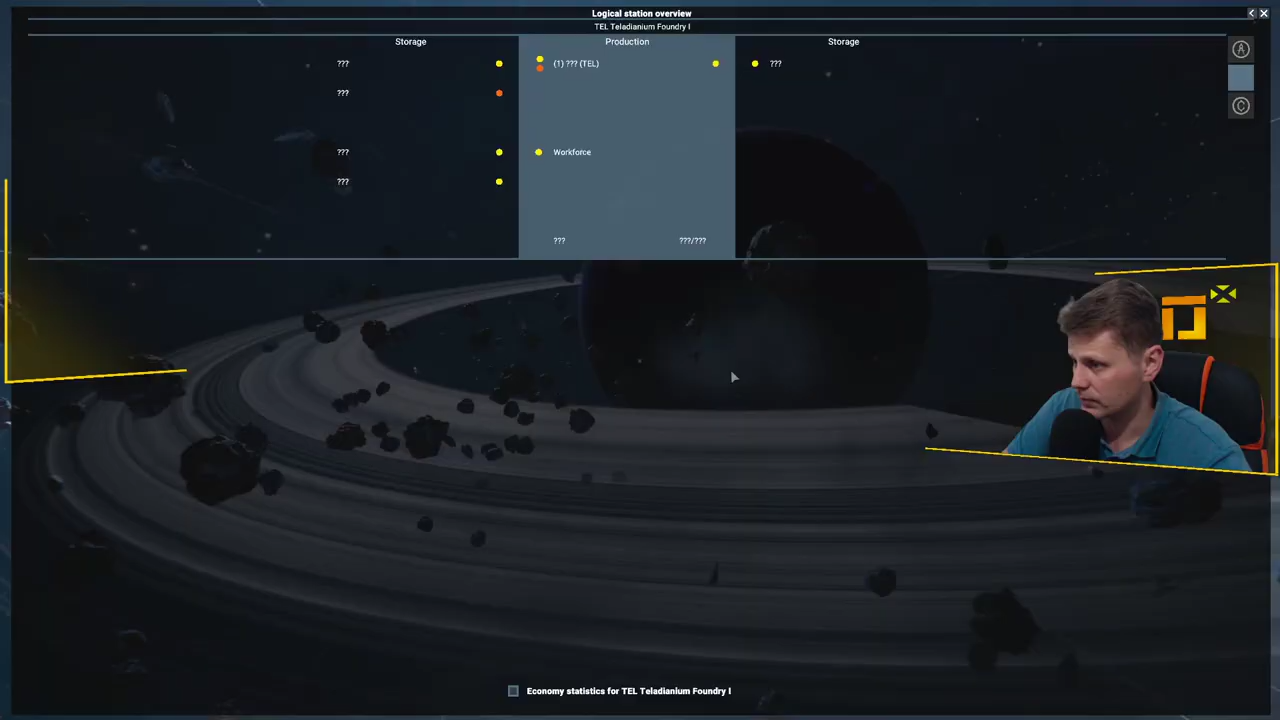 Logical station overview
TEL Teladianium Foundry I
Storage
Production
Storage
???
(1) ??? (TEL)
???
???
???
Workforce
???
???
???/???
Economy statistics for TEL Teladianium Foundry I